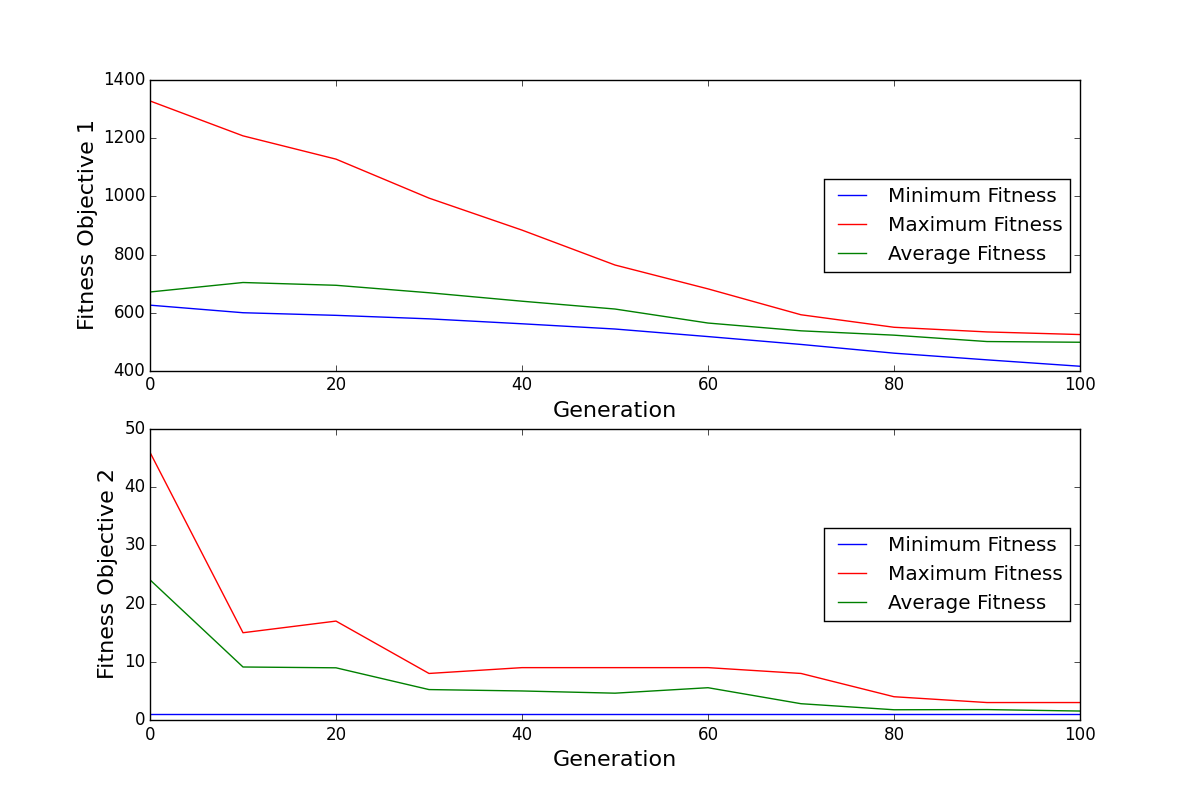 Fitness Objective 1
1400
1200
1000
800
600
400
Minimum Fitness
Maximum Fitness
Average Fitness
0 20 40 60 80 100
Generation
Fitness Objective 2
50
40
30
20
10
0
Minimum Fitness
Maximum Fitness
Average Fitness
0 20 40 60 80 100
Generation